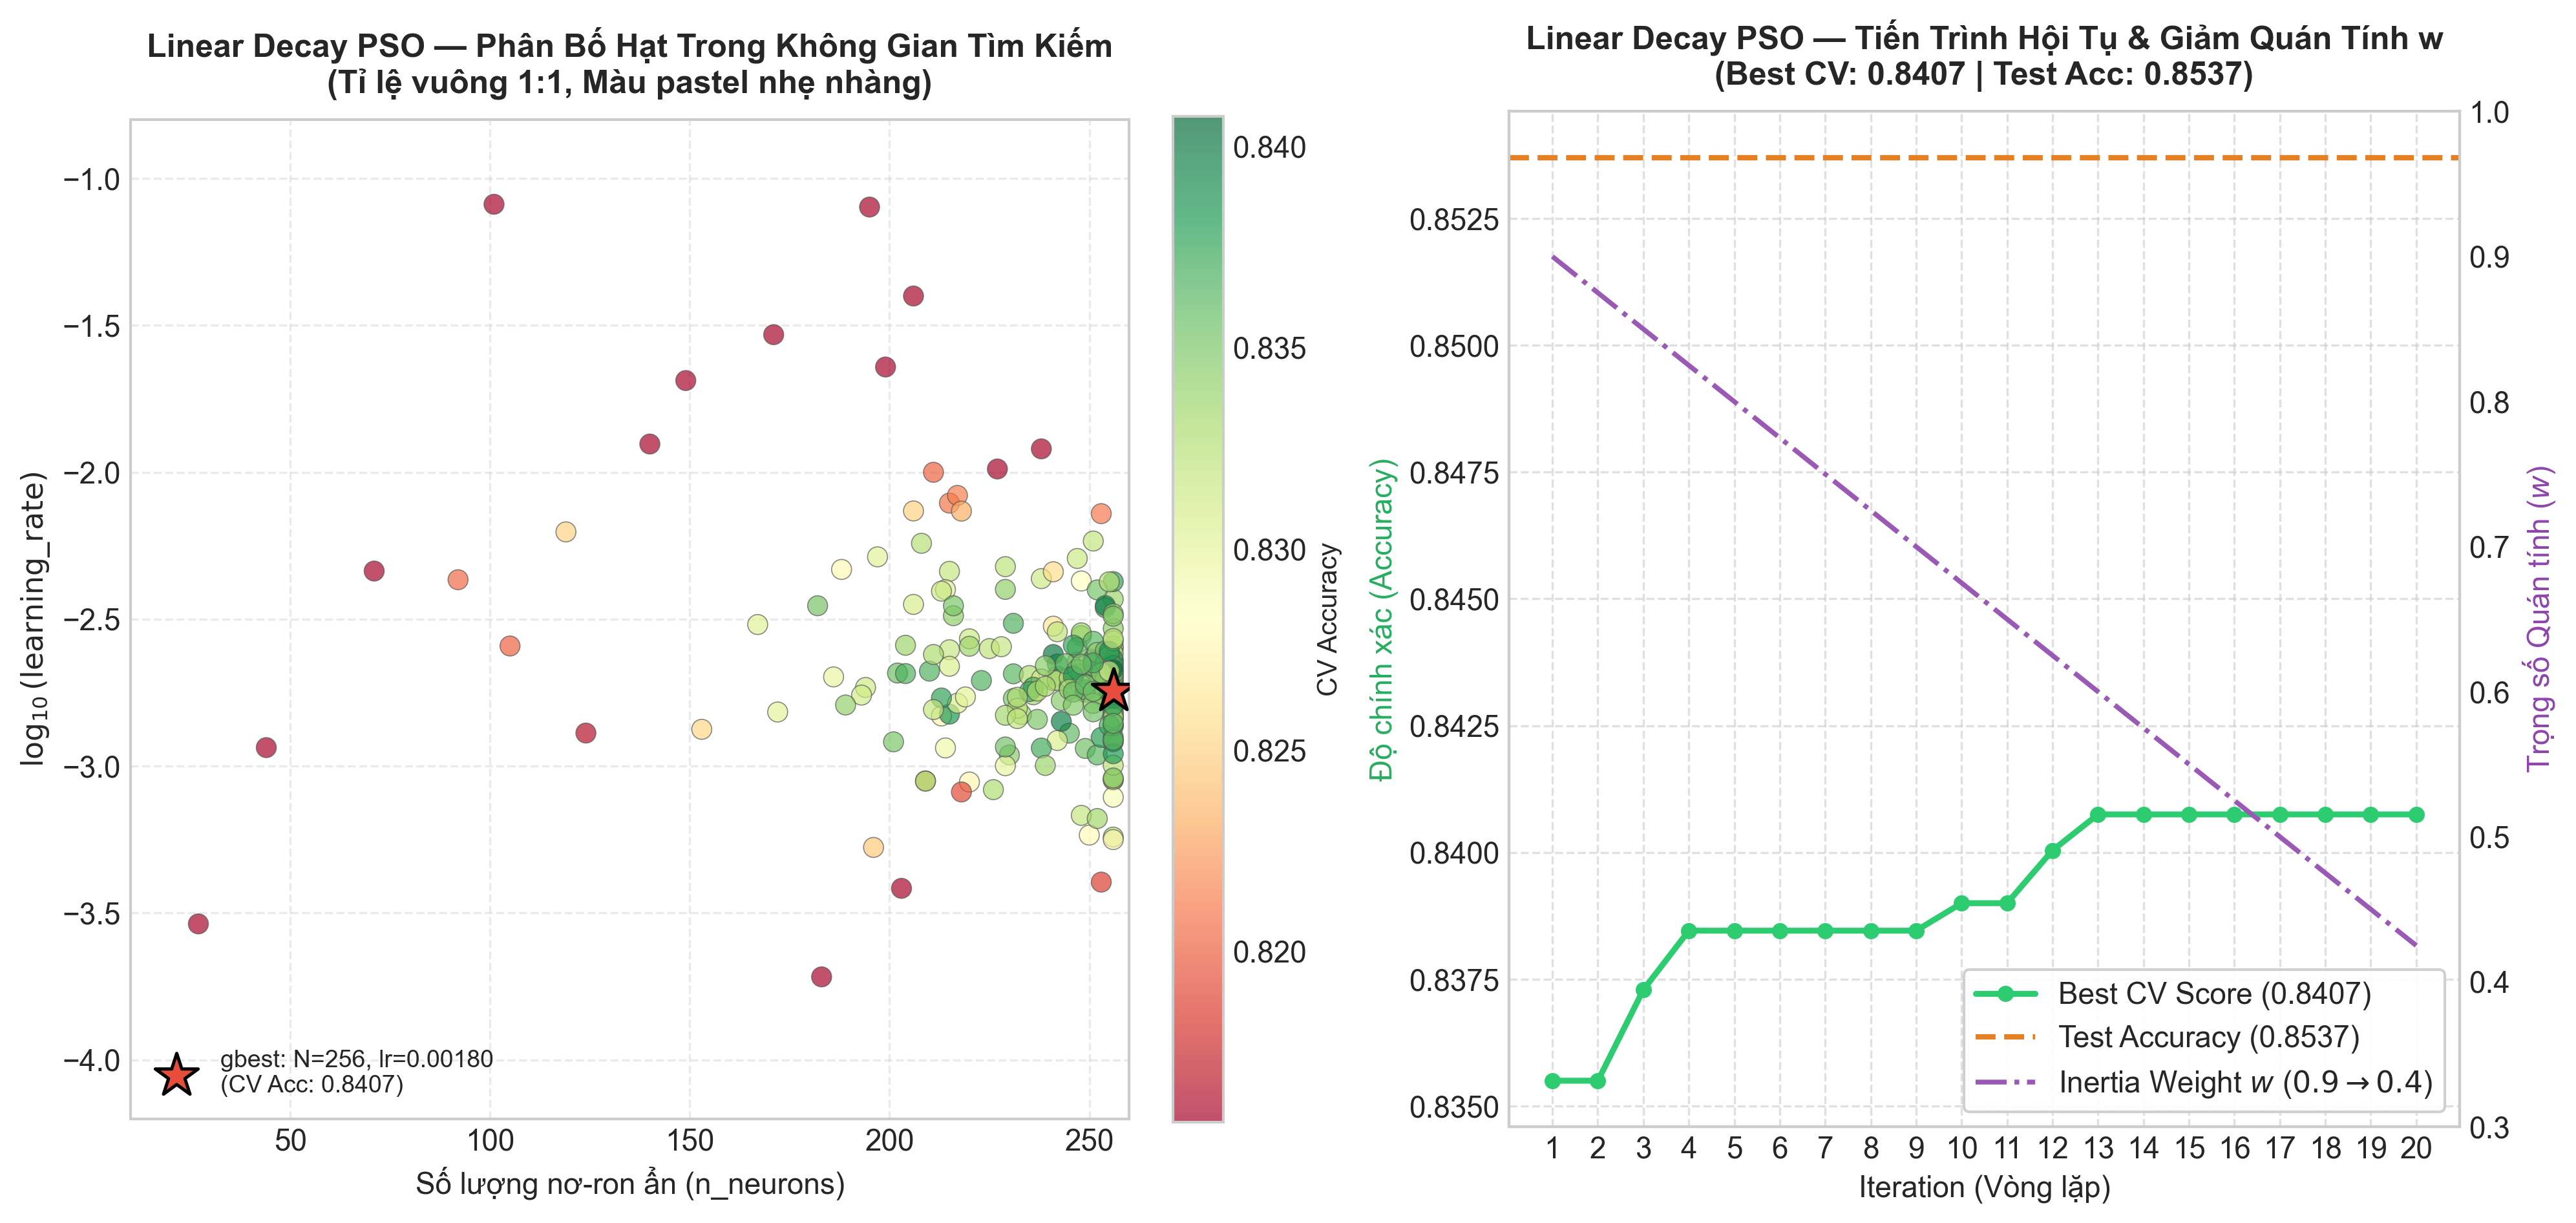 Linear Decay PSO — Phân Bố Hạt Trong Không Gian Tìm Kiếm
(Tỉ lệ vuông 1:1, Màu pastel nhẹ nhàng)
−1.0
−1.5
−2.0
−2.5
−3.0
−3.5
−4.0
log₁₀(learning_rate)
gbest: N=256, lr=0.00180
(CV Acc: 0.8407)
50 100 150 200 250
Số lượng nơ-ron ẩn (n_neurons)
0.840
0.835
0.830
0.825
0.820
CV Accuracy
Linear Decay PSO — Tiến Trình Hội Tụ & Giảm Quán Tính w
(Best CV: 0.8407 | Test Acc: 0.8537)
Độ chính xác (Accuracy)
0.8525
0.8500
0.8475
0.8450
0.8425
0.8400
0.8375
0.8350
1.0
0.9
0.8
0.7
0.6
0.5
0.4
0.3
Trọng số Quán tính (w)
Best CV Score (0.8407)
Test Accuracy (0.8537)
Inertia Weight w (0.9→0.4)
1 2 3 4 5 6 7 8 9 10 11 12 13 14 15 16 17 18 19 20
Iteration (Vòng lặp)